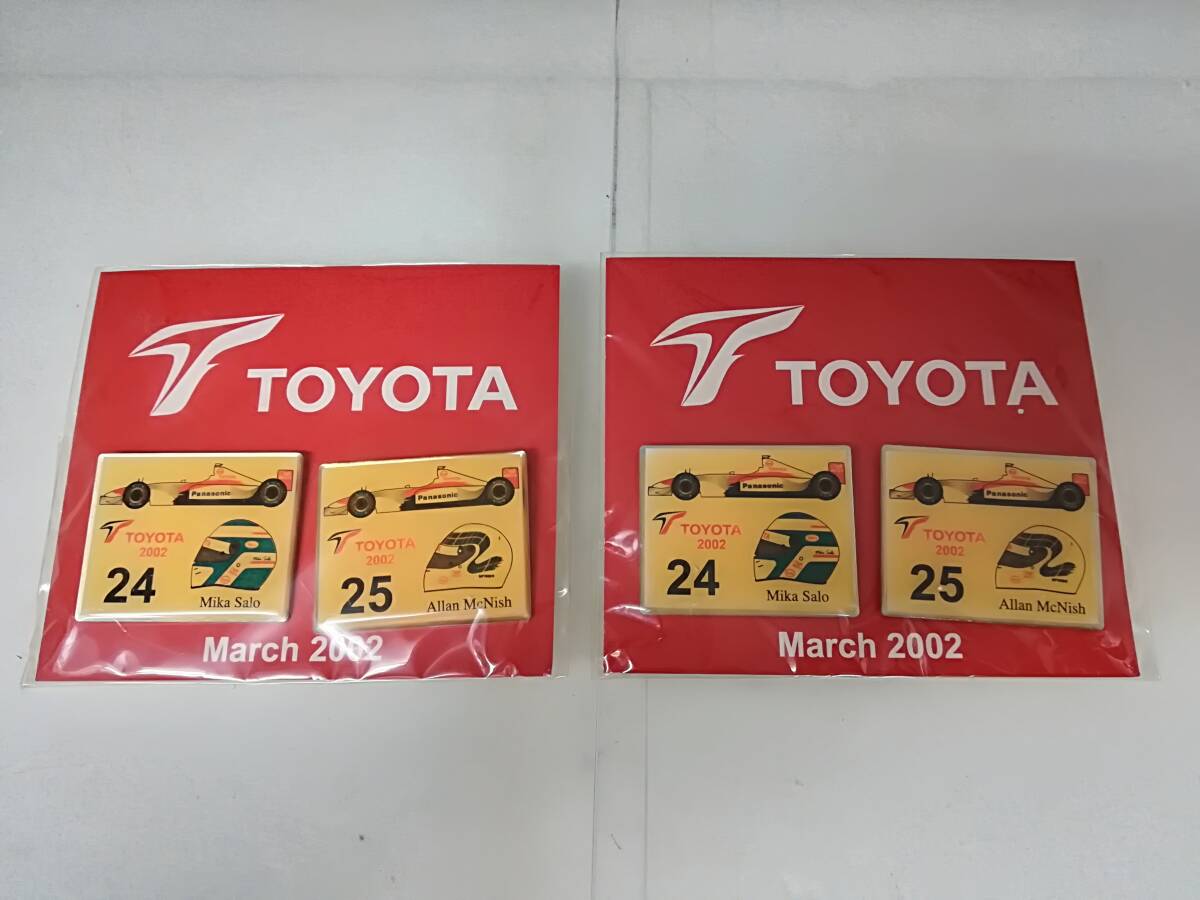 TOYOTA
Panasonic
TOYOTA
2002
24
Mika Salo
Panasonic
TOYOTA
2002
25
Allan McNish
March 2002
TOYOTA
Panasonic
TOYOTA
2002
24
Mika Salo
Panasonic
TOYOTA
2002
25
Allan McNish
March 2002